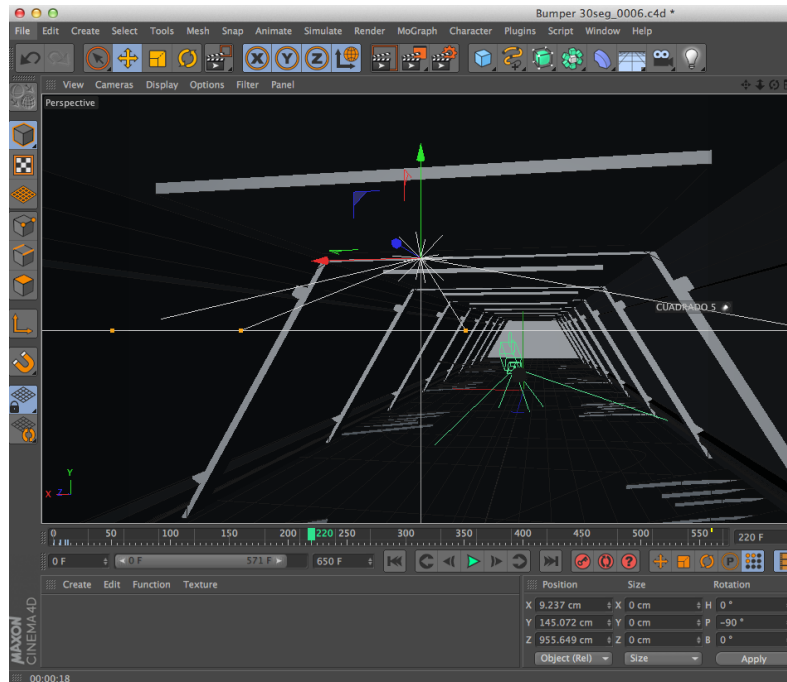 Bumper 30seg_0006.c4d *
File Edit Create Select Tools Mesh Snap Animate Simulate Render MoGraph Character Plugins Script Window Help
X Y Z
View Cameras Display Options Filter Panel
Perspective
CUADRADO 5
Y
X Z
0 50 100 150 200 220 250 300 350 400 450 500 550 220 F
0 F 0 F 571 F 650 F P
Create Edit Function Texture
Position Size Rotation
X 9.237 cm X 0 cm H 0 °
Y 145.072 cm Y 0 cm P -90 °
Z 955.649 cm Z 0 cm B 0 °
Object (Rel) Size Apply
MAXON
CINEMA 4D
00:00:18